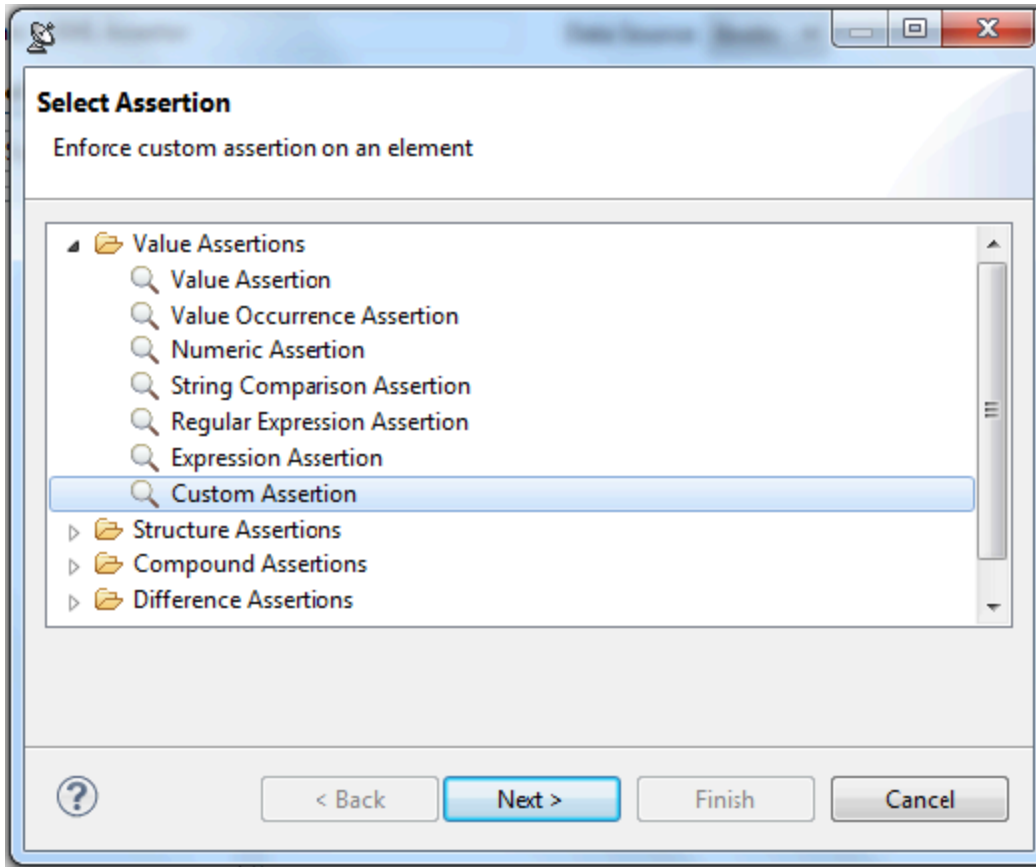 Select Assertion
Enforce custom assertion on an element
Value Assertions
Value Assertion
Value Occurrence Assertion
Numeric Assertion
String Comparison Assertion
Regular Expression Assertion
Expression Assertion
Custom Assertion
Structure Assertions
Compound Assertions
Difference Assertions
? < Back Next > Finish Cancel